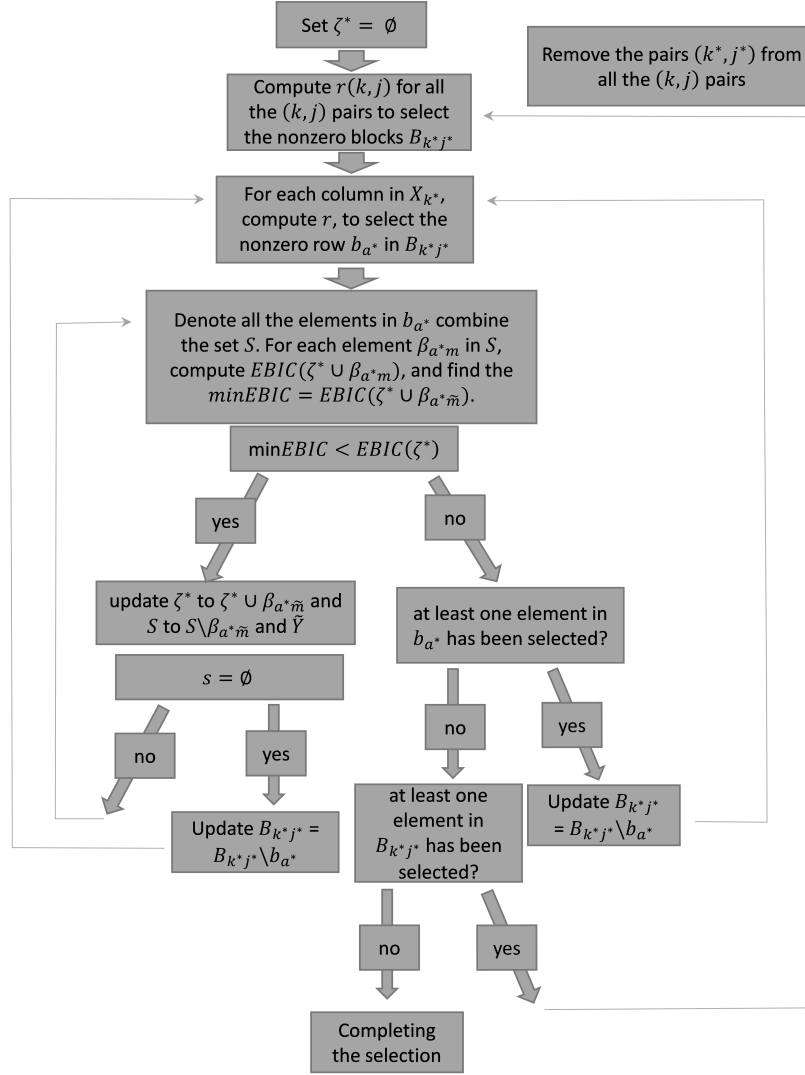 Set ζ* = ∅
Remove the pairs (k*, j*) from
all the (k, j) pairs
Compute r(k, j) for all
the (k, j) pairs to select
the nonzero blocks B_{k*j*}
For each column in X_{k*},
compute r, to select the
nonzero row b_{a*} in B_{k*j*}
Denote all the elements in b_{a*} combine
the set S. For each element β_{a*m} in S,
compute EBIC(ζ* ∪ β_{a*m}), and find the
minEBIC = EBIC(ζ* ∪ β_{a*m̃}).
minEBIC < EBIC(ζ*)
yes
no
update ζ* to ζ* ∪ β_{a*m̃} and
S to S\β_{a*m̃} and Ỹ
at least one element in
b_{a*} has been selected?
s = ∅
no
yes
no
yes
Update B_{k*j*} =
B_{k*j*}\b_{a*}
at least one
element in
B_{k*j*} has been
selected?
Update B_{k*j*}
= B_{k*j*}\b_{a*}
no
yes
Completing
the selection